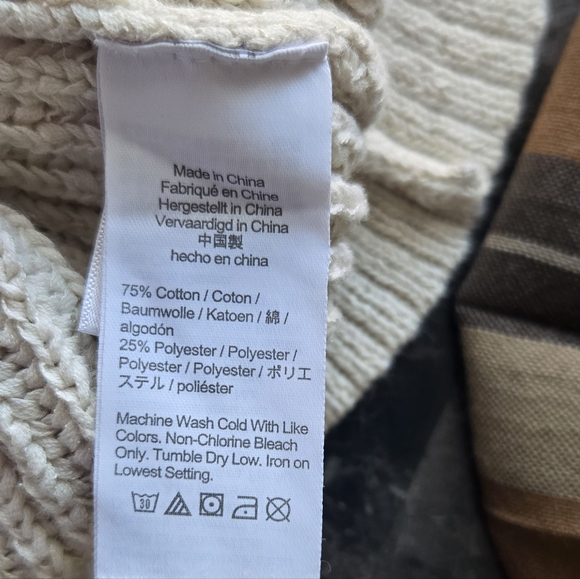 Made in China
Fabriqué en Chine
Hergestellt in China
Vervaardigd in China
中国製
hecho en china
75% Cotton / Coton /
Baumwolle / Katoen / 綿 /
algodón
25% Polyester / Polyester /
Polyester / Polyester / ポリエ
ステル / poliéster
Machine Wash Cold With Like
Colors. Non-Chlorine Bleach
Only. Tumble Dry Low. Iron on
Lowest Setting.
30